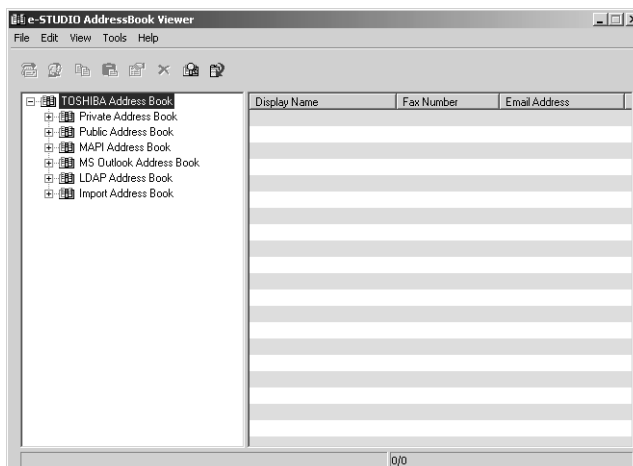 e-STUDIO AddressBook Viewer
File Edit View Tools Help
TOSHIBA Address Book
Private Address Book
Public Address Book
MAPI Address Book
MS Outlook Address Book
LDAP Address Book
Import Address Book
Display Name Fax Number Email Address
0/0